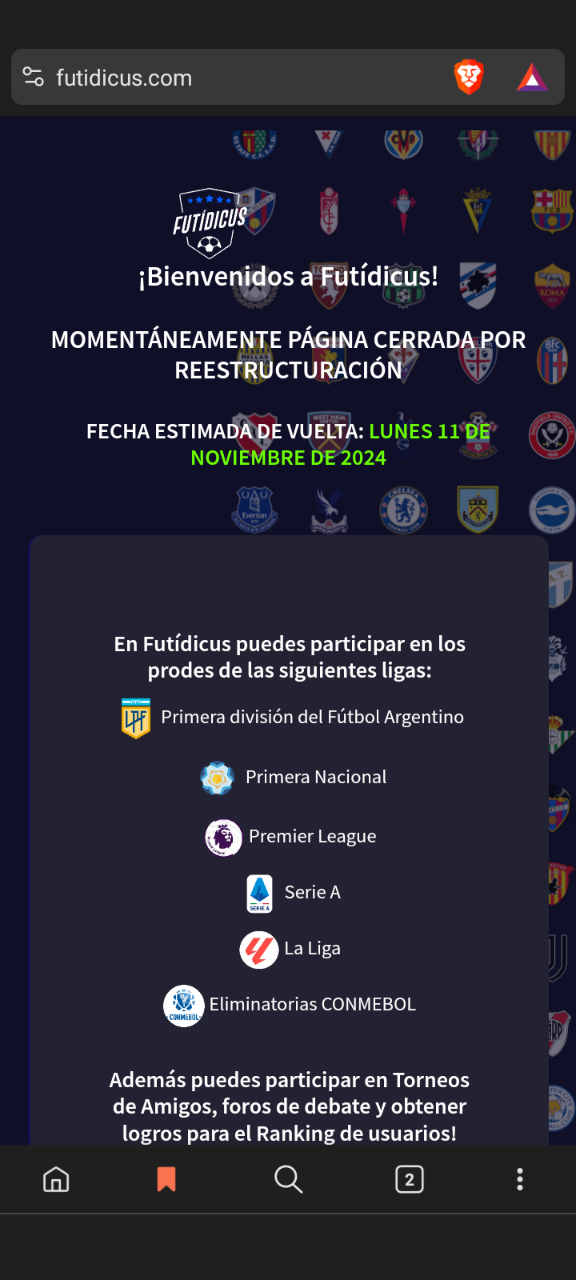 futidicus.com
FUTÍDICUS
¡Bienvenidos a Futídicus!
MOMENTÁNEAMENTE PÁGINA CERRADA POR
REESTRUCTURACIÓN
FECHA ESTIMADA DE VUELTA: LUNES 11 DE
NOVIEMBRE DE 2024
En Futídicus puedes participar en los
prodes de las siguientes ligas:
LPF
Primera división del Fútbol Argentino
Primera Nacional
Premier League
SERIE A
Serie A
La Liga
CONMEBOL
Eliminatorias CONMEBOL
Además puedes participar en Torneos
de Amigos, foros de debate y obtener
logros para el Ranking de usuarios!
2